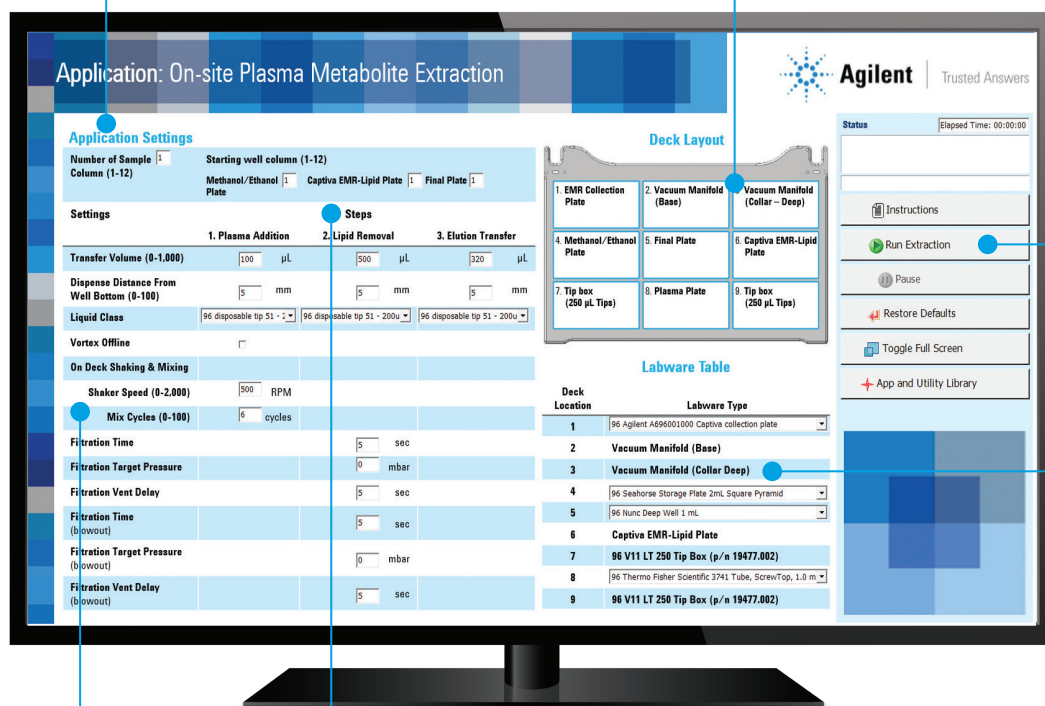 Application: On-site Plasma Metabolite Extraction
Agilent | Trusted Answers
Application Settings
Number of Sample Column (1-12) 1
Starting well column (1-12)
Methanol/Ethanol Plate 1 Captiva EMR-Lipid Plate 1 Final Plate 1
Settings Steps
1. Plasma Addition 2. Lipid Removal 3. Elution Transfer
Transfer Volume (0-1,000) 100 µL 500 µL 320 µL
Dispense Distance From
Well Bottom (0-100) 5 mm 5 mm 5 mm
Liquid Class 96 disposable tip 51 - 2 96 disposable tip 51 - 200u 96 disposable tip 51 - 200u
Vortex Offline
On Deck Shaking & Mixing
Shaker Speed (0-2,000) 500 RPM
Mix Cycles (0-100) 6 cycles
Filtration Time 5 sec
Filtration Target Pressure 0 mbar
Filtration Vent Delay 5 sec
Filtration Time
(blowout) 5 sec
Filtration Target Pressure
(blowout) 0 mbar
Filtration Vent Delay
(blowout) 5 sec
Deck Layout
1. EMR Collection Plate
2. Vacuum Manifold (Base)
Vacuum Manifold (Collar – Deep)
4. Methanol/Ethanol Plate
5. Final Plate
6. Captiva EMR-Lipid Plate
7. Tip box (250 µL Tips)
8. Plasma Plate
9. Tip box (250 µL Tips)
Labware Table
Deck Location Labware Type
1 96 Agilent A696001000 Captiva collection plate
2 Vacuum Manifold (Base)
3 Vacuum Manifold (Collar Deep)
4 96 Seahorse Storage Plate 2mL Square Pyramid
5 96 Nunc Deep Well 1 mL
6 Captiva EMR-Lipid Plate
7 96 V11 LT 250 Tip Box (p/n 19477.002)
8 96 Thermo Fisher Scientific 3741 Tube, ScrewTop, 1.0 m
9 96 V11 LT 250 Tip Box (p/n 19477.002)
Status Elapsed Time: 00:00:00
Instructions
Run Extraction
Pause
Restore Defaults
Toggle Full Screen
App and Utility Library